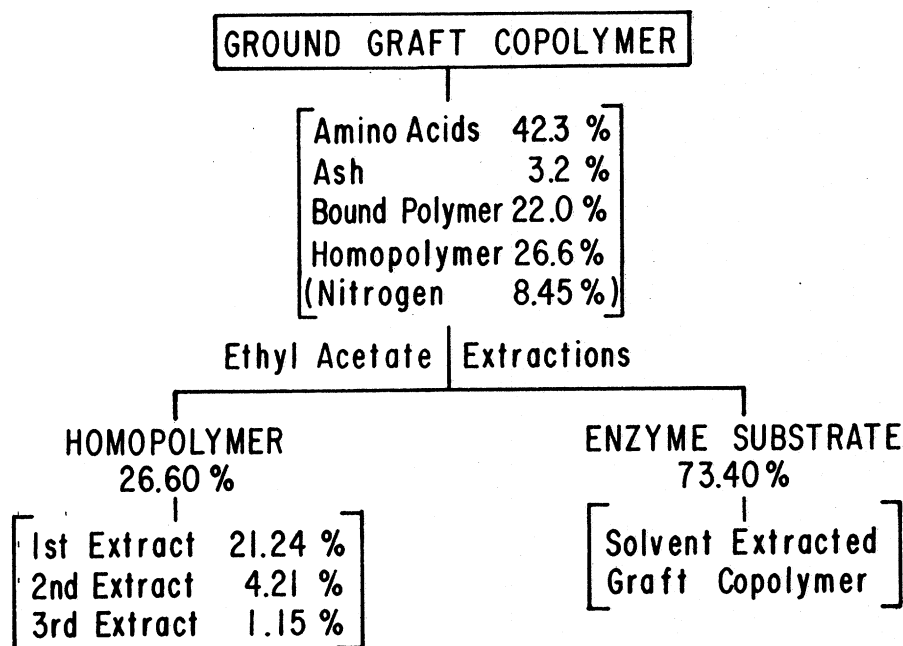 GROUND GRAFT COPOLYMER
Amino Acids 42.3 %
Ash 3.2 %
Bound Polymer 22.0 %
Homopolymer 26.6 %
(Nitrogen 8.45 %)
Ethyl Acetate Extractions
HOMOPOLYMER
26.60 %
1st Extract 21.24 %
2nd Extract 4.21 %
3rd Extract 1.15 %
ENZYME SUBSTRATE
73.40 %
Solvent Extracted
Graft Copolymer